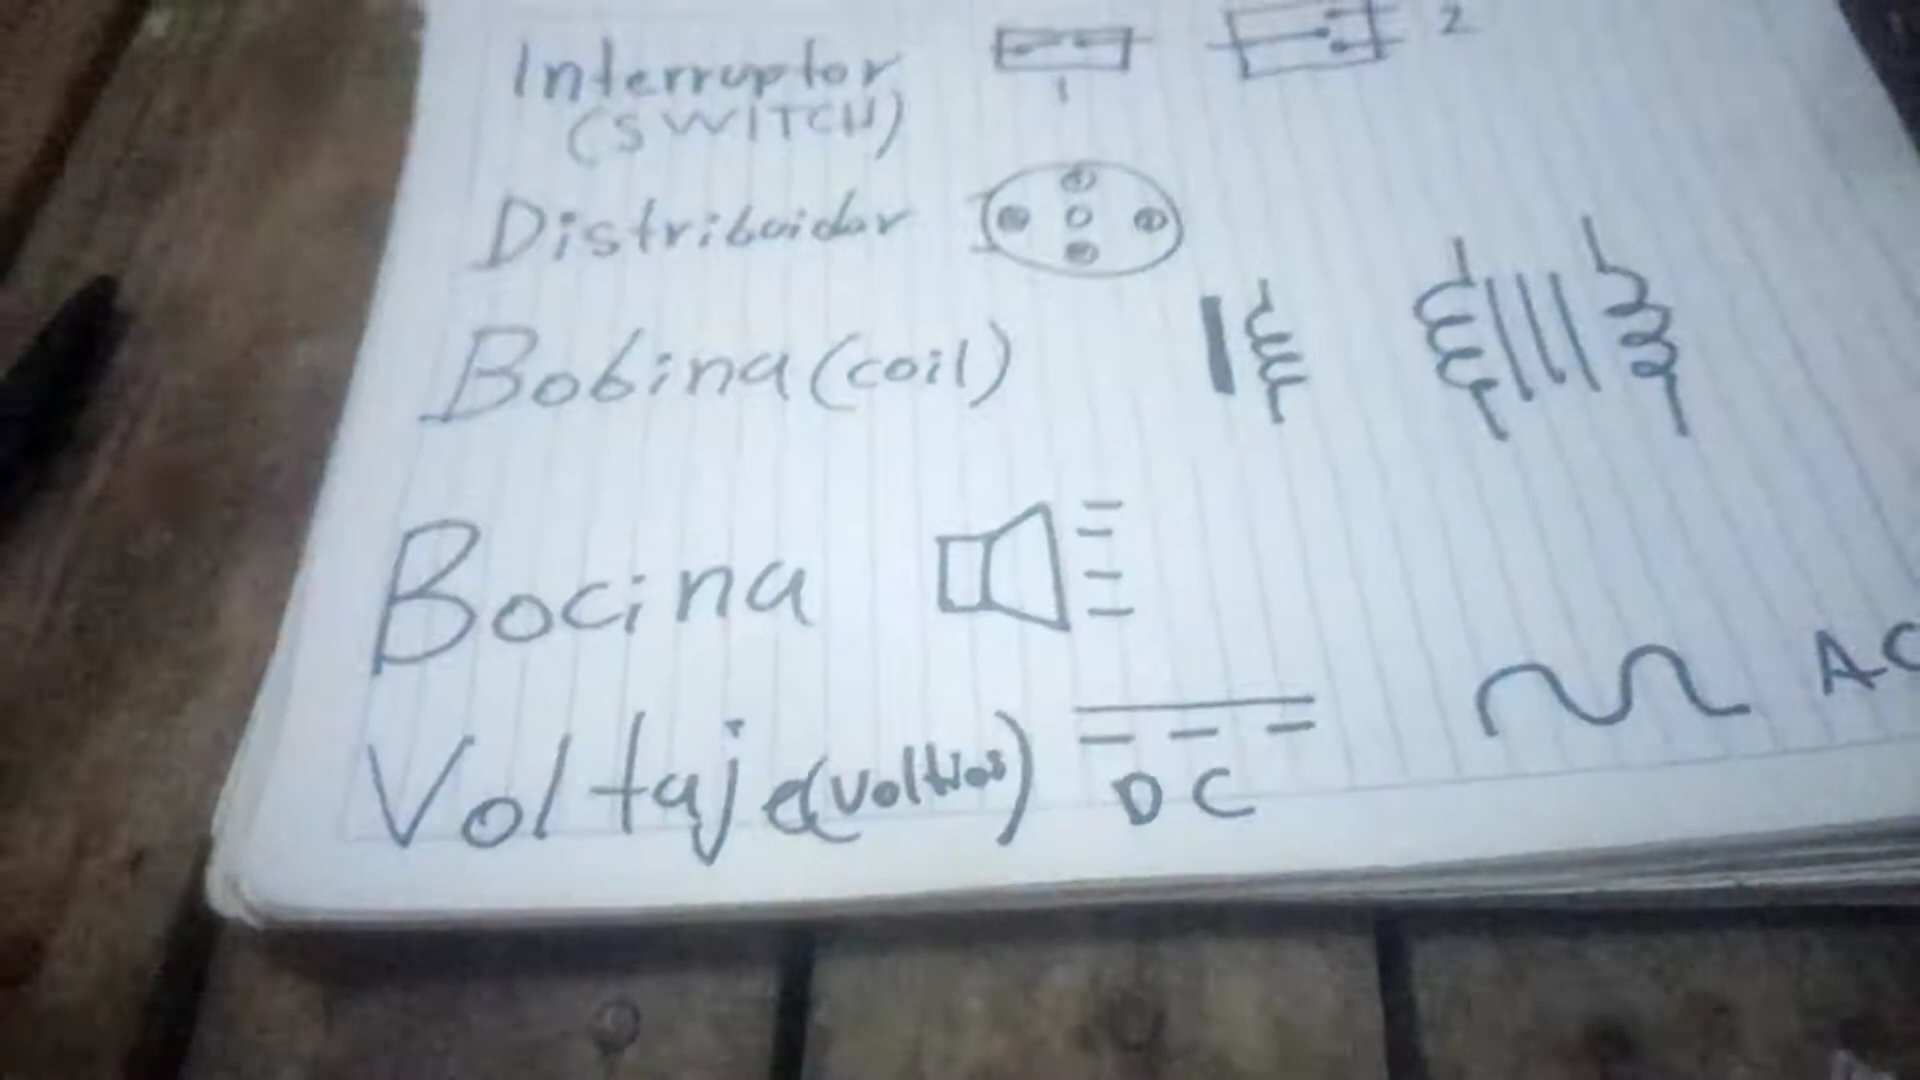 Interruptor 1 2
(SWITCH)
Distribuidor
Bobina (coil)
Bocina
Voltaje (voltios) DC AC